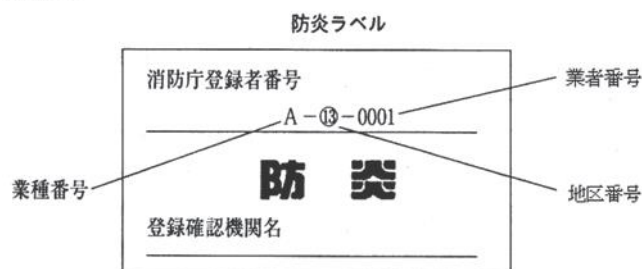 防炎ラベル
消防庁登録者番号
業者番号
A-⑬-0001
業種番号
防炎
地区番号
登録確認機関名